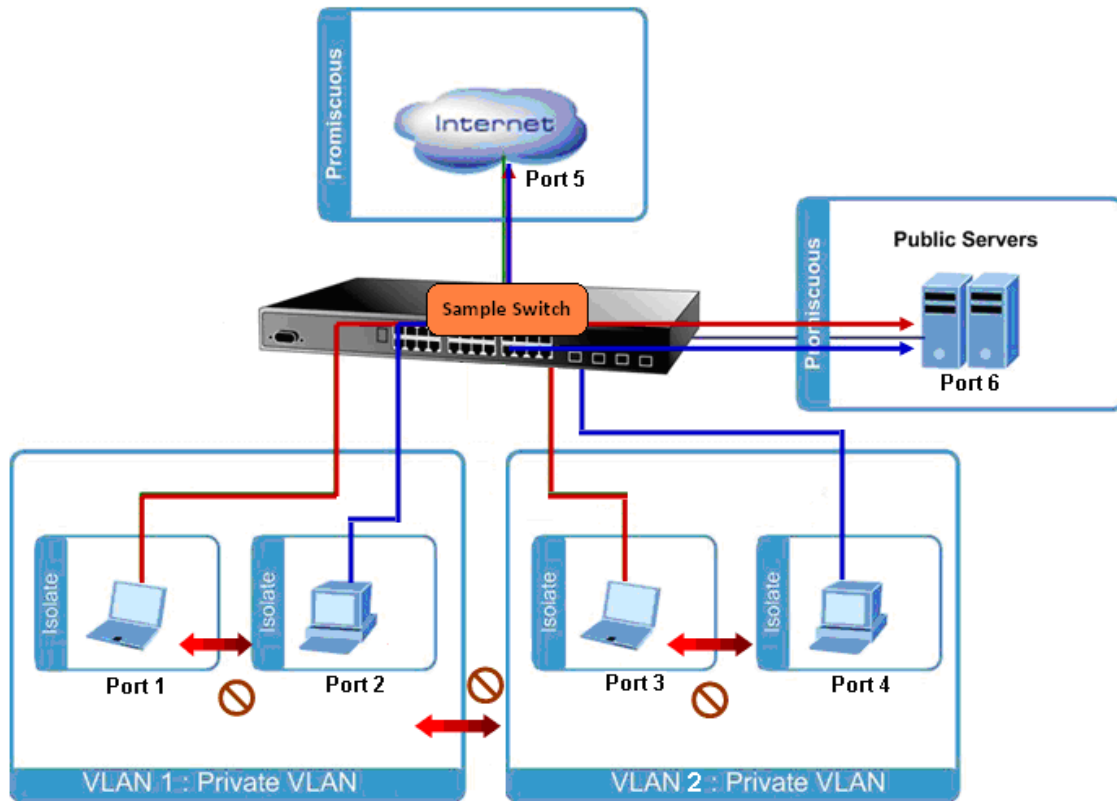 Promiscuous
Internet
Port 5
Promiscuous
Public Servers
Port 6
Sample Switch
Isolate
Port 1
Isolate
Port 2
Isolate
Port 3
Isolate
Port 4
VLAN 1 : Private VLAN
VLAN 2 : Private VLAN